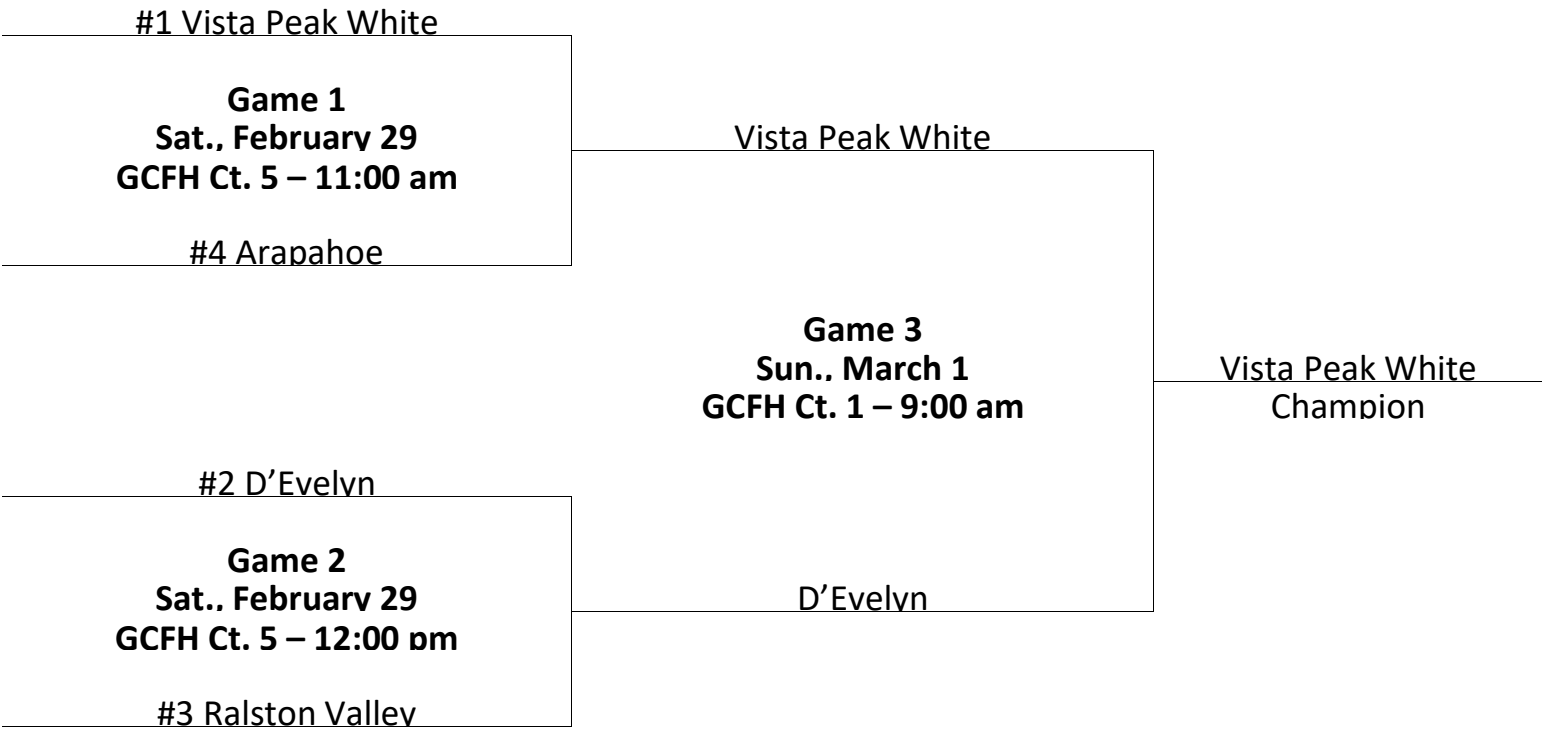 #1 Vista Peak White
Game 1
Sat., February 29
GCFH Ct. 5 – 11:00 am
#4 Arapahoe
Vista Peak White
Game 3
Sun., March 1
GCFH Ct. 1 – 9:00 am
Vista Peak White
Champion
#2 D’Evelyn
Game 2
Sat., February 29
GCFH Ct. 5 – 12:00 pm
#3 Ralston Valley
D’Evelyn